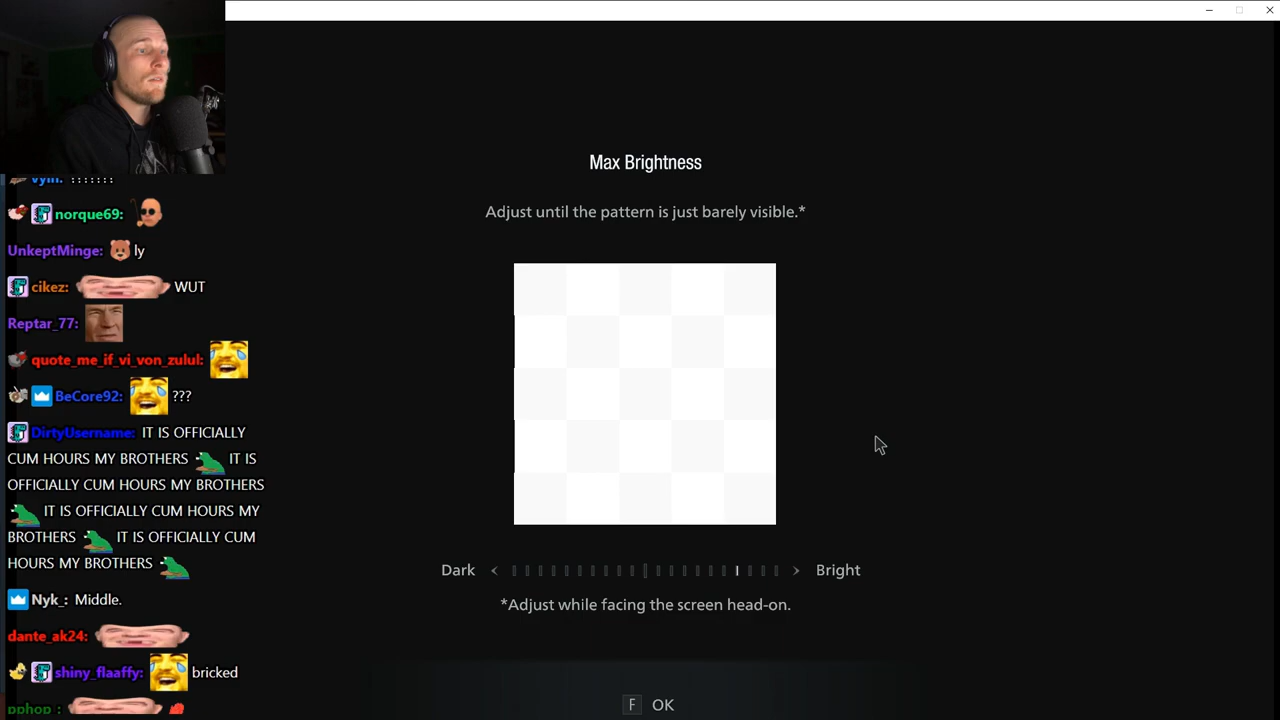 Max Brightness
Adjust until the pattern is just barely visible.*
Dark < > Bright
*Adjust while facing the screen head-on.
F OK
vyin: ???????
norque69:
UnkeptMinge: ly
cikez: WUT
Reptar_77:
quote_me_if_vi_von_zulul:
BeCore92: ???
DirtyUsername: IT IS OFFICIALLY
CUM HOURS MY BROTHERS IT IS
OFFICIALLY CUM HOURS MY BROTHERS
IT IS OFFICIALLY CUM HOURS MY
BROTHERS IT IS OFFICIALLY CUM
HOURS MY BROTHERS
Nyk_: Middle.
dante_ak24:
shiny_flaaffy: bricked
pphop_: